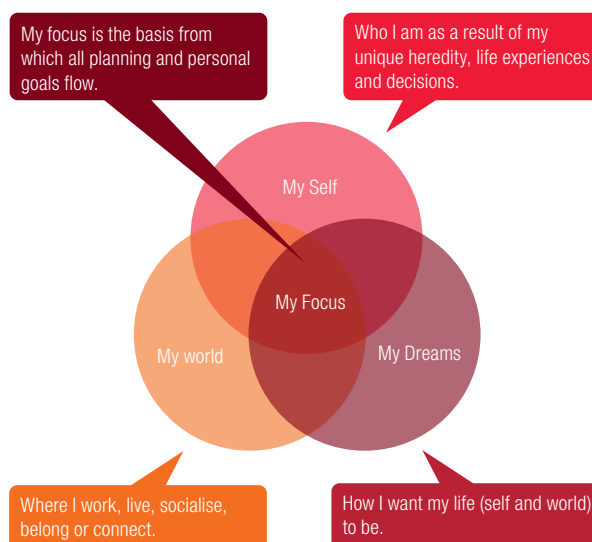 My focus is the basis from
which all planning and personal
goals flow.
Who I am as a result of my
unique heredity, life experiences
and decisions.
My Self
My Focus
My world
My Dreams
Where I work, live, socialise,
belong or connect.
How I want my life (self and world)
to be.